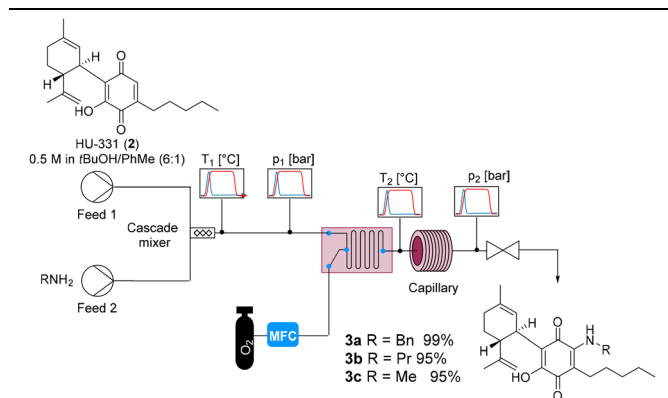 H
O
H
HO
O
HU-331 (2)
0.5 M in tBuOH/PhMe (6:1)
T1 [°C]
p1 [bar]
T2 [°C]
p2 [bar]
Feed 1
Cascade
mixer
RNH2
Feed 2
Capillary
O2
MFC
3a R = Bn 99%
3b R = Pr 95%
3c R = Me 95%
H
O
H
N
R
H
HO
O